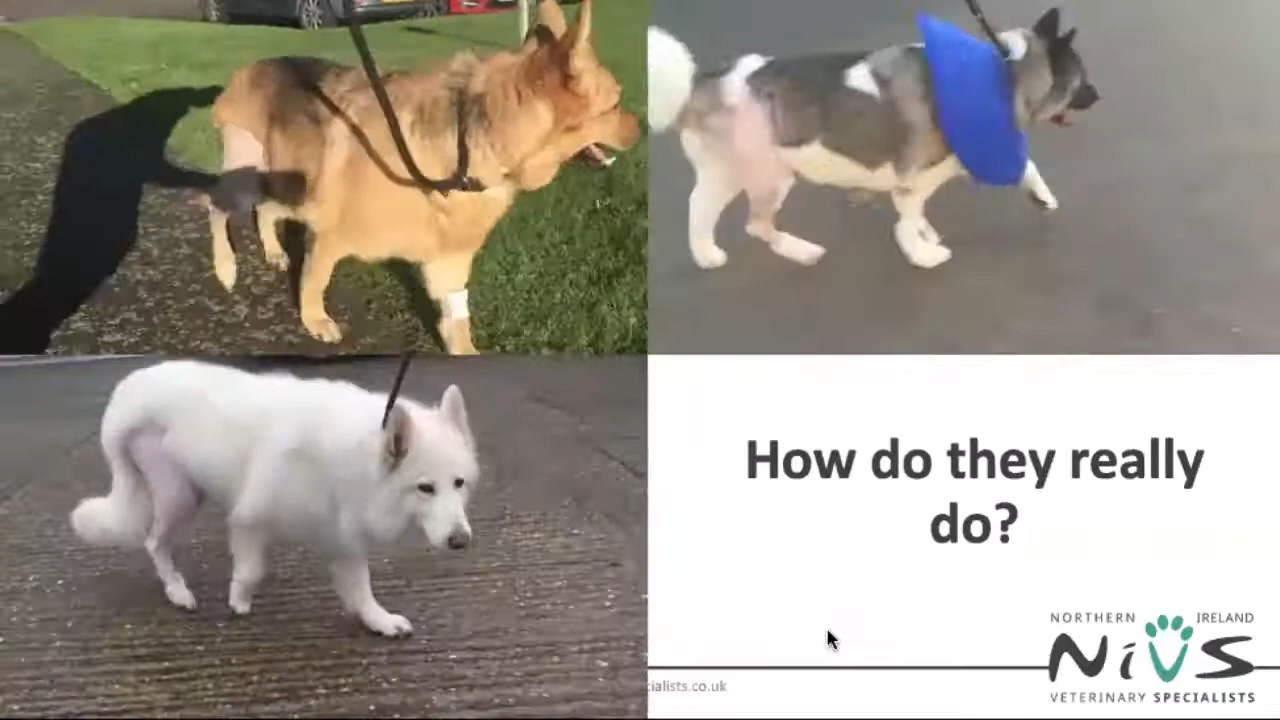 How do they really
do?
NORTHERN IRELAND
NiVS
VETERINARY SPECIALISTS
cialists.co.uk